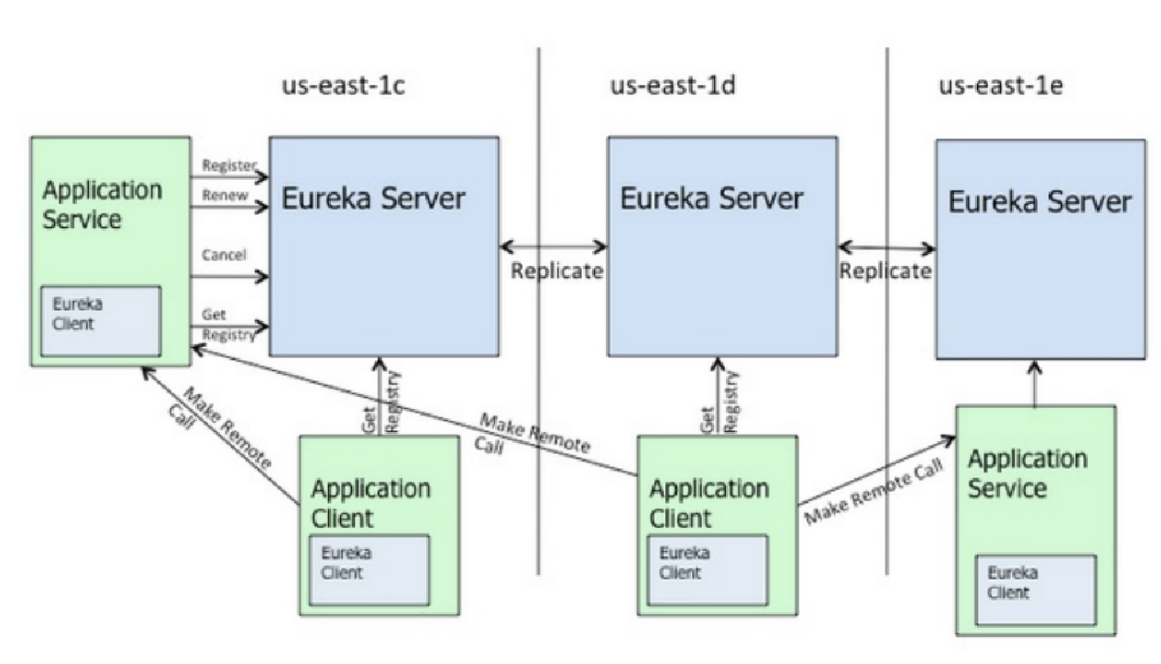 us-east-1c
us-east-1d
us-east-1e
Application
Service
Eureka
Client
Register
Renew
Cancel
Get
Registry
Eureka Server
Replicate
Eureka Server
Replicate
Eureka Server
Make Remote
Call
Get
Registry
Make Remote
Call
Get
Registry
Make Remote Call
Application
Client
Eureka
Client
Application
Client
Eureka
Client
Application
Service
Eureka
Client